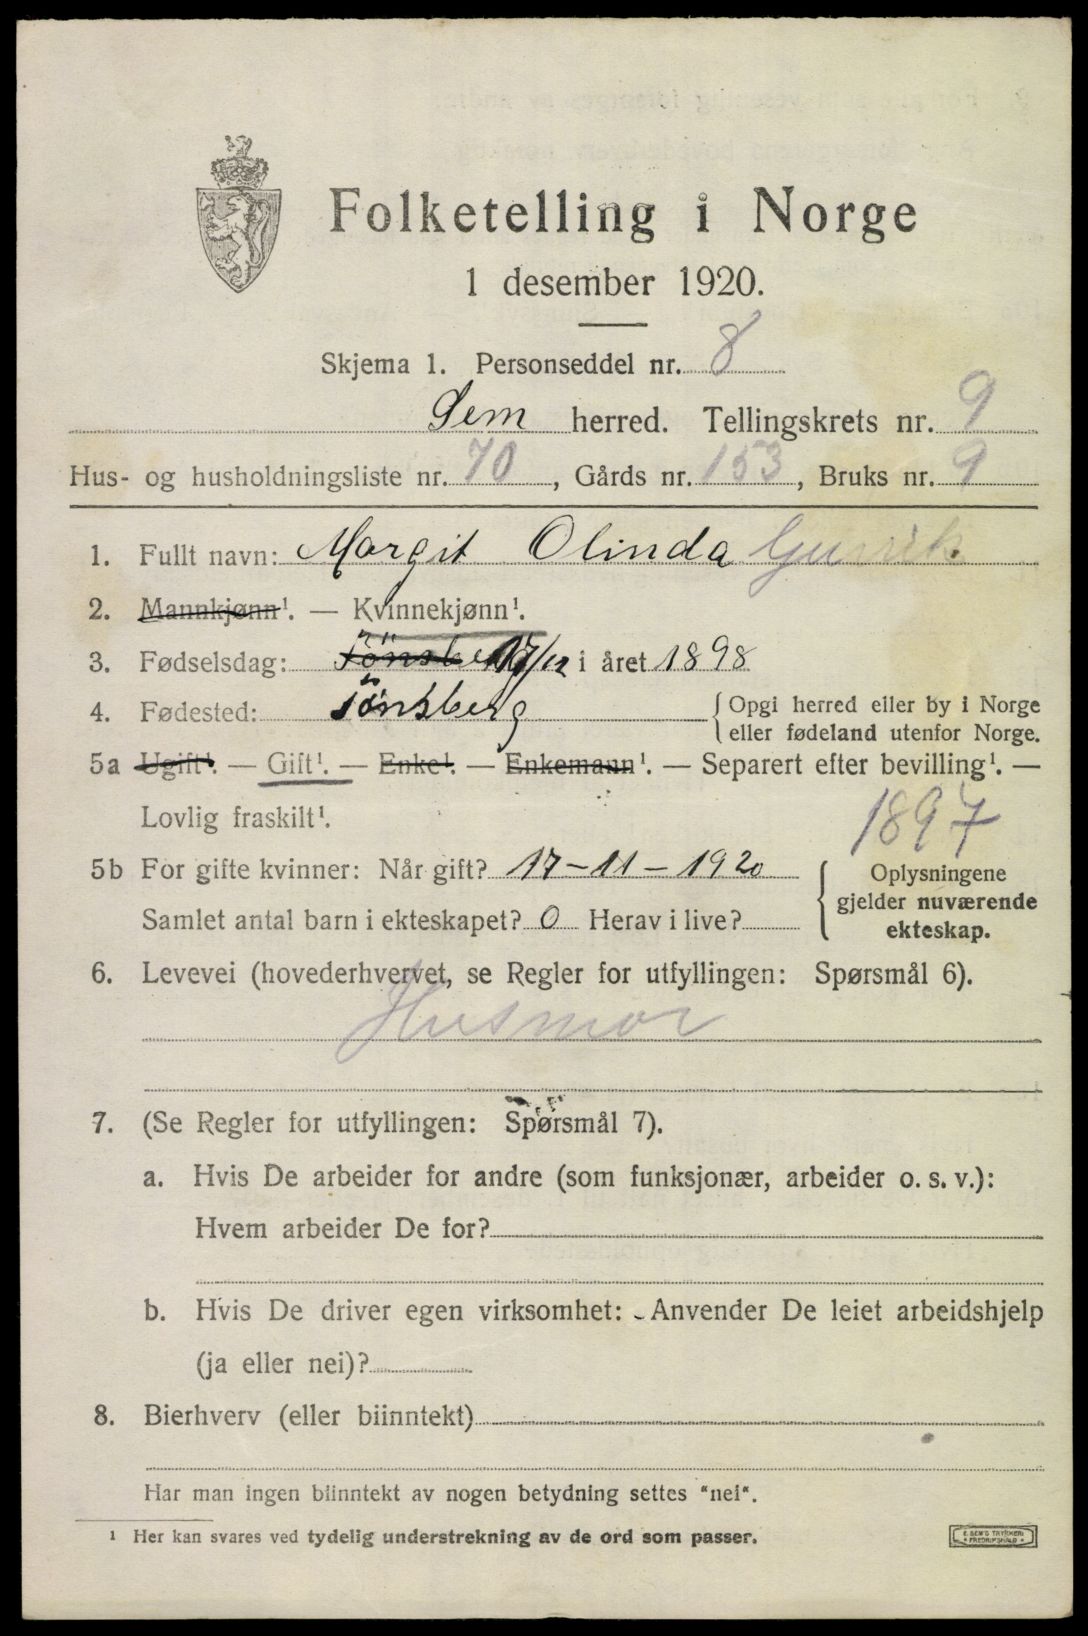 Folketelling i Norge
1 desember 1920.
Skjema 1. Personseddel nr. 8
Sem herred. Tellingskrets nr. 9
Hus- og husholdningsliste nr. 70, Gårds nr. 153, Bruks nr. 9
1. Fullt navn: Margit Olinda
2. Mannkjønn¹. — Kvinnekjønn¹.
3. Fødselsdag: Tönsberg 17/12 i året 1898
4. Fødested: Tönsberg {Opgi herred eller by i Norge
eller fødeland utenfor Norge.
5a Ugift¹. — Gift¹. — Enke¹. — Enkemann¹. — Separert efter bevilling¹. —
Lovlig fraskilt¹.
1897
5b For gifte kvinner: Når gift? 17-11-1920 { Oplysningene
gjelder nuværende
Samlet antal barn i ekteskapet? 0 Herav i live?
ekteskap.
6. Levevei (hovederhvervet, se Regler for utfyllingen: Spørsmål 6).
Husmor
7. (Se Regler for utfyllingen: Spørsmål 7).
a. Hvis De arbeider for andre (som funksjonær, arbeider o. s. v.):
Hvem arbeider De for?
b. Hvis De driver egen virksomhet: Anvender De leiet arbeidshjelp
(ja eller nei)?
8. Bierhverv (eller biinntekt)
Har man ingen biinntekt av nogen betydning settes "nei".
¹ Her kan svares ved tydelig understrekning av de ord som passer.
E. SEM'S TRYKKERI
FREDRIKSHALD